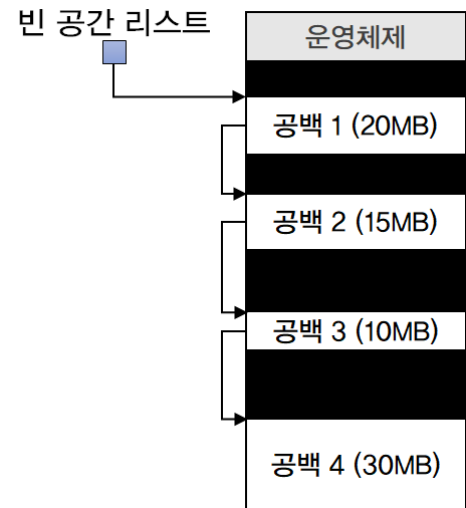 빈 공간 리스트
운영체제
공백 1 (20MB)
공백 2 (15MB)
공백 3 (10MB)
공백 4 (30MB)